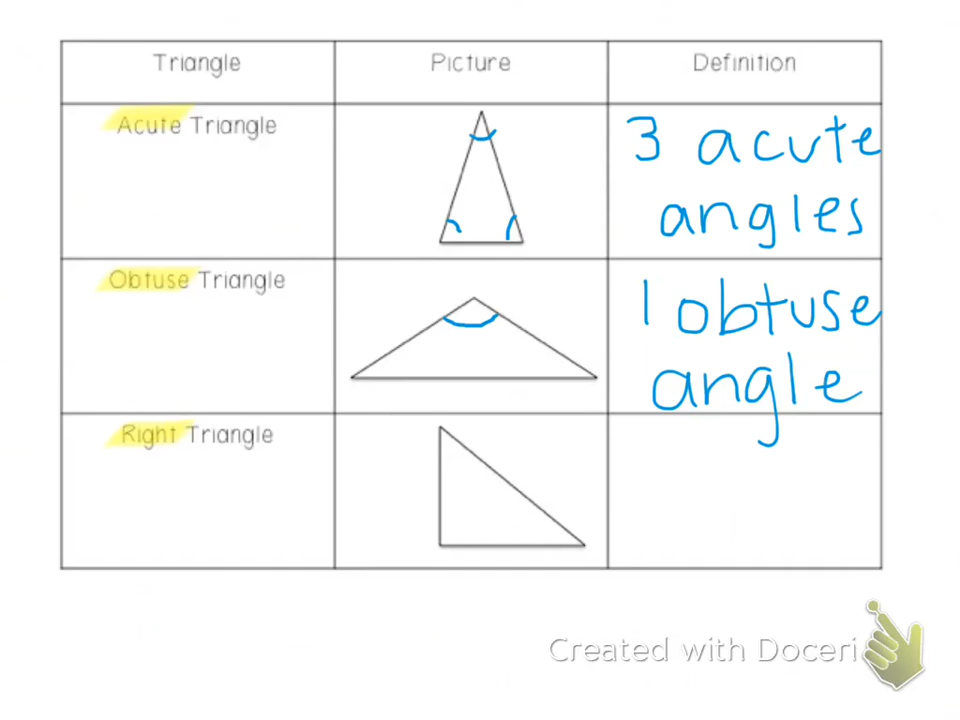 Triangle Picture Definition
Acute Triangle
3 acute
angles
Obtuse Triangle
1 obtuse
angle
Right Triangle
Created with Doceri